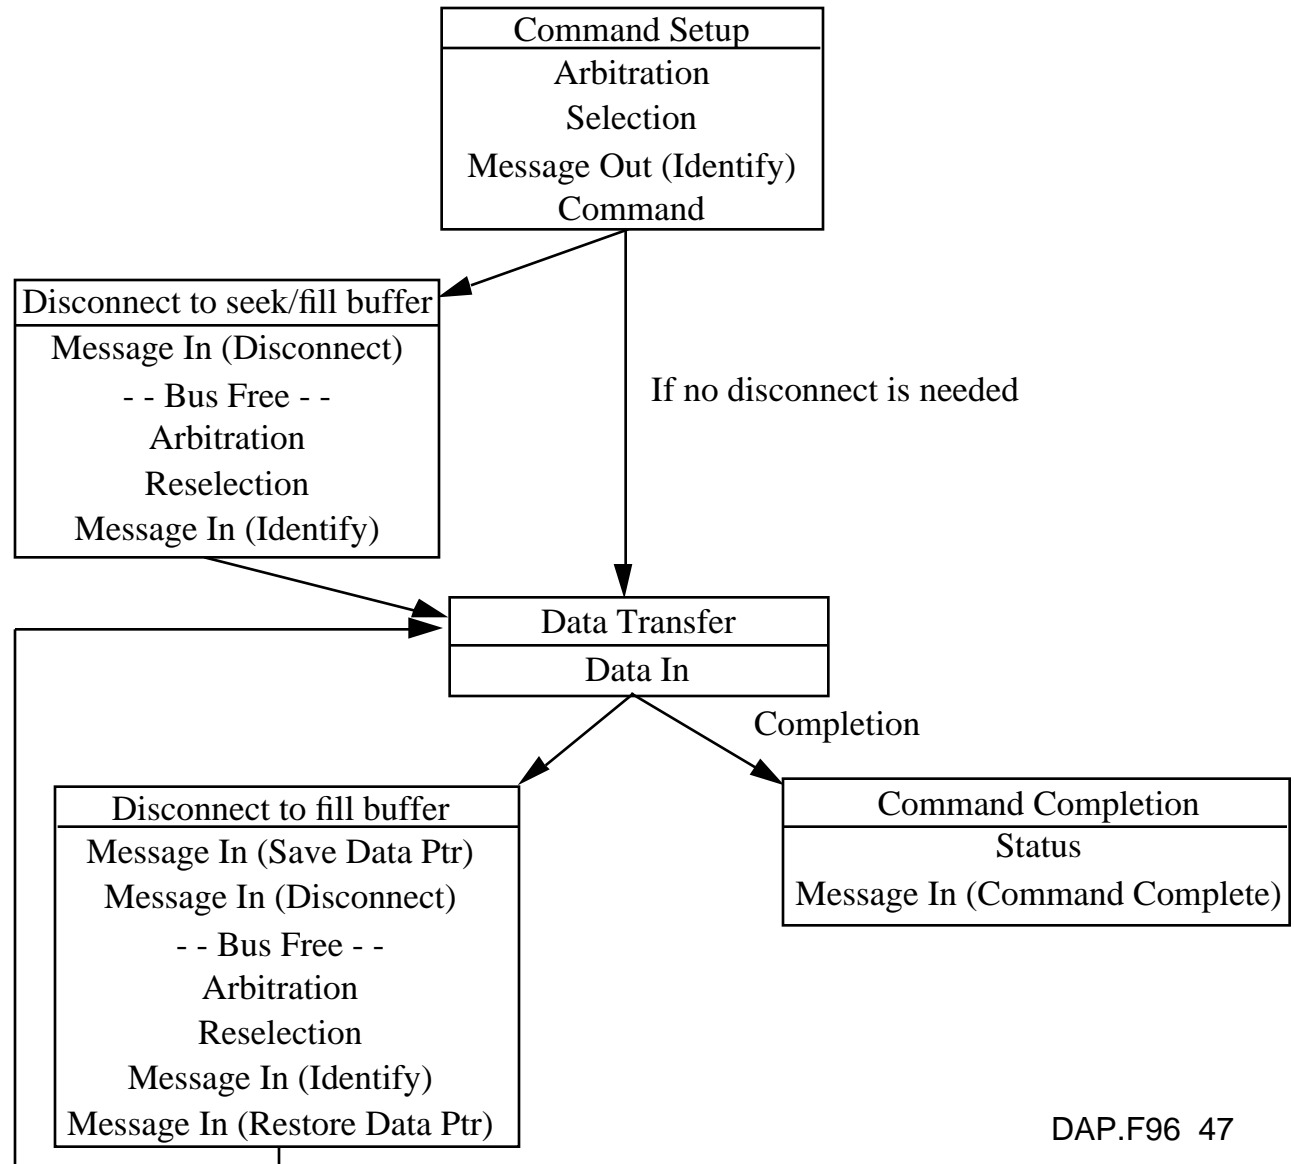 Command Setup
Arbitration
Selection
Message Out (Identify)
Command
Disconnect to seek/fill buffer
Message In (Disconnect)
- - Bus Free - -
Arbitration
Reselection
Message In (Identify)
If no disconnect is needed
Data Transfer
Data In
Completion
Disconnect to fill buffer
Message In (Save Data Ptr)
Message In (Disconnect)
- - Bus Free - -
Arbitration
Reselection
Message In (Identify)
Message In (Restore Data Ptr)
Command Completion
Status
Message In (Command Complete)
DAP.F96 47